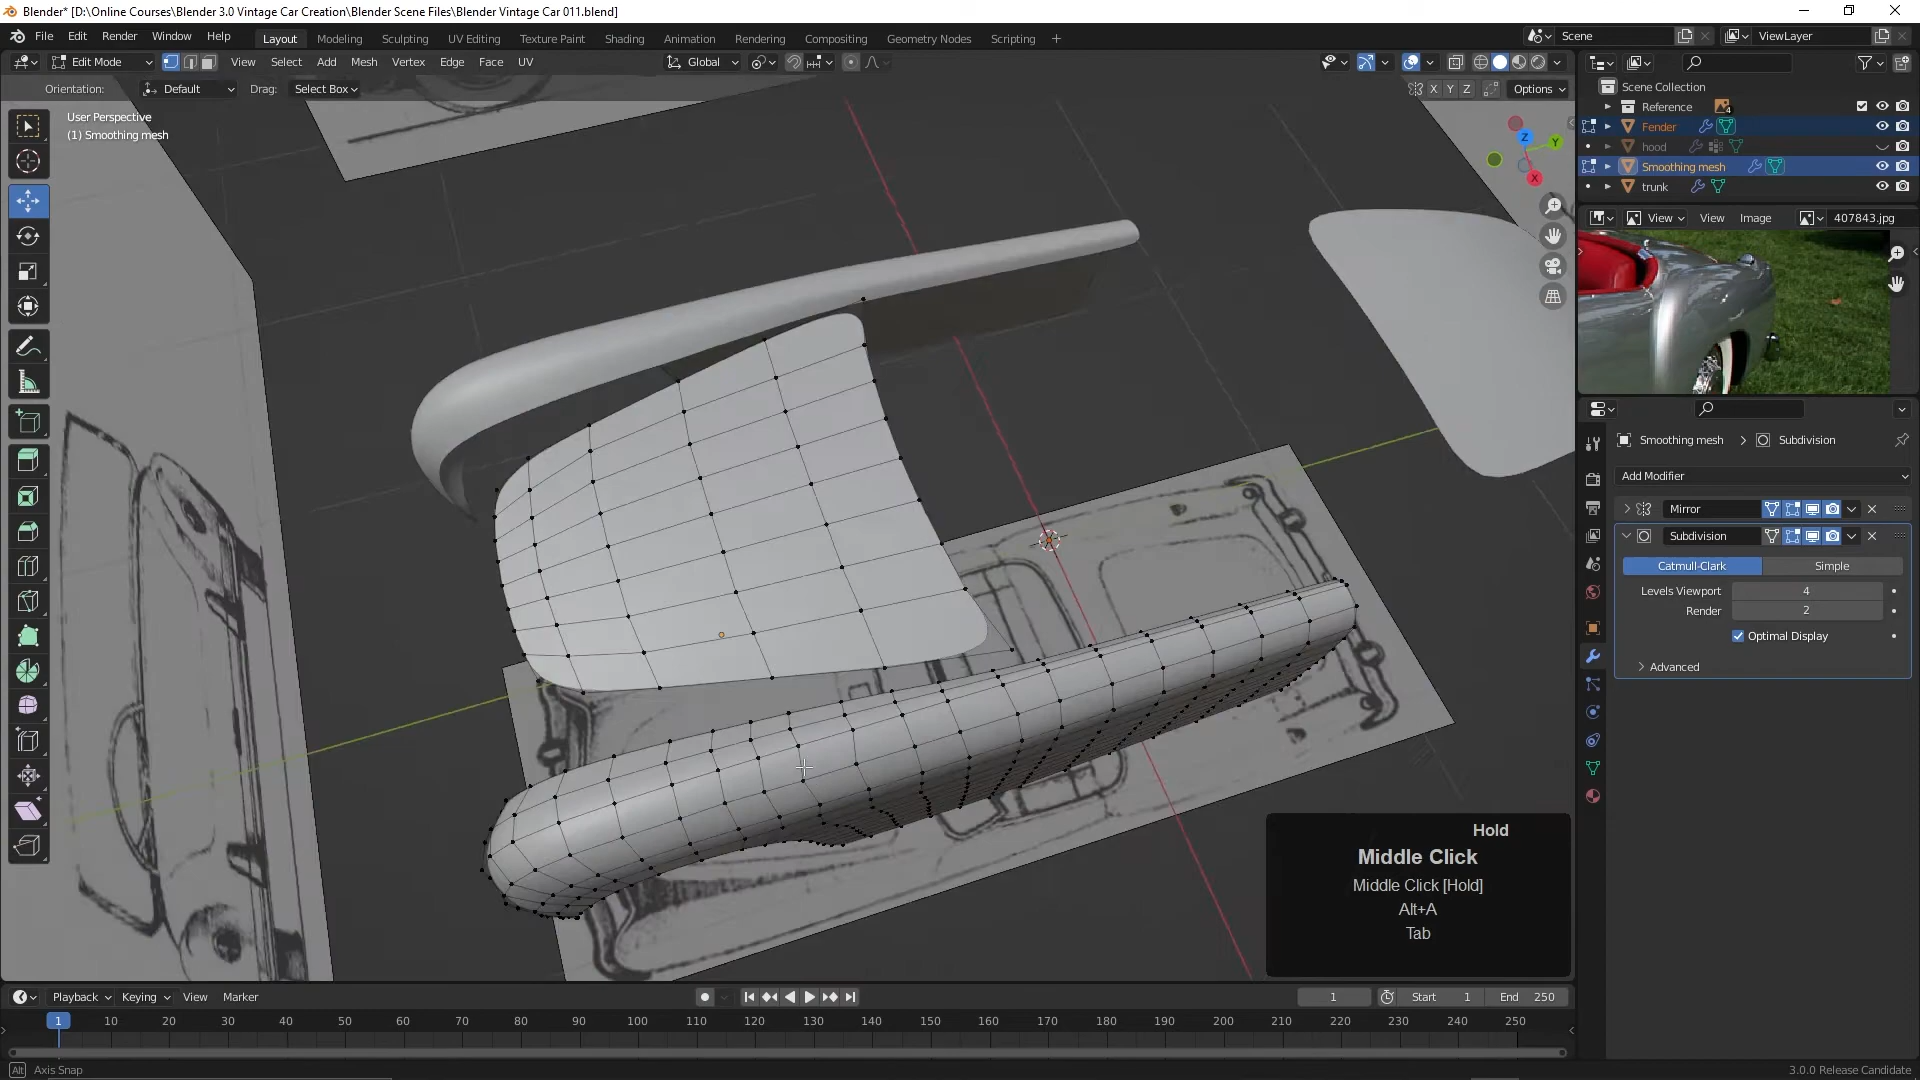 Blender* [D:\Online Courses\Blender 3.0 Vintage Car Creation\Blender Scene Files\Blender Vintage Car 011.blend]
File Edit Render Window Help Layout Modeling Sculpting UV Editing Texture Paint Shading Animation Rendering Compositing Geometry Nodes Scripting + Scene ViewLayer
Edit Mode View Select Add Mesh Vertex Edge Face UV Global
Orientation: Default Drag: Select Box X Y Z Options
User Perspective
(1) Smoothing mesh
Z
Y
X
Scene Collection
Reference 4
Fender
hood
Smoothing mesh
trunk
View View Image 407843.jpg
Smoothing mesh > Subdivision
Add Modifier
Mirror
Subdivision
Catmull-Clark Simple
Levels Viewport 4
Render 2
Optimal Display
Advanced
Hold
Middle Click
Middle Click [Hold]
Alt+A
Tab
Playback Keying View Marker 1 Start 1 End 250
1 10 20 30 40 50 60 70 80 90 100 110 120 130 140 150 160 170 180 190 200 210 220 230 240 250
Alt Axis Snap 3.0.0 Release Candidate